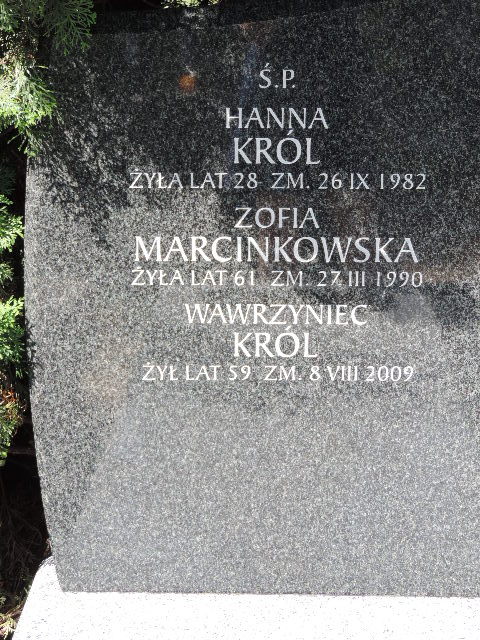 Ś.P.
HANNA
KRÓL
ŻYŁA LAT 28 ZM. 26 IX 1982
ZOFIA
MARCINKOWSKA
ŻYŁA LAT 61 ZM. 27 III 1990
WAWRZYNIEC
KRÓL
ŻYŁ LAT 59 ZM. 8 VIII 2009